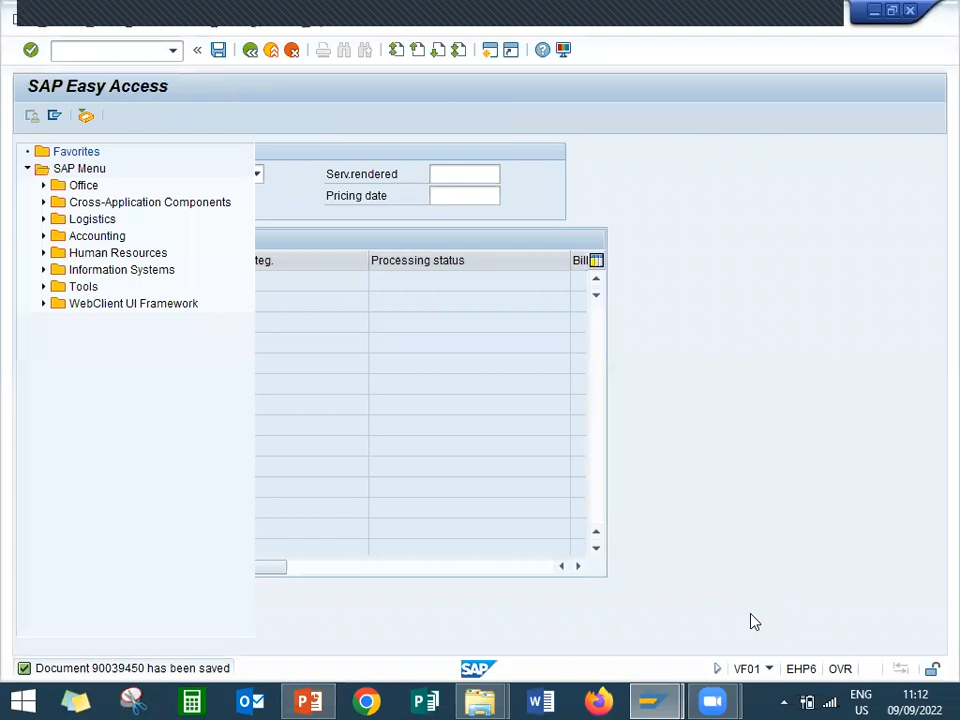 SAP Easy Access
Favorites
SAP Menu
Office
Cross-Application Components
Logistics
Accounting
Human Resources
Information Systems
Tools
WebClient UI Framework
Serv.rendered
Pricing date
teg.
Processing status
Bill
Document 90039450 has been saved
SAP
VF01
EHP6
OVR
ENG
US
11:12
09/09/2022